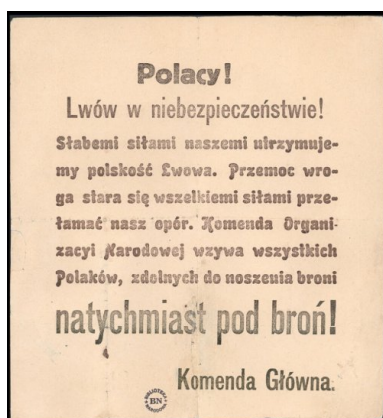 Polacy!
Lwów w niebezpieczeństwie!
Słabemi siłami naszemi utrzymuje-
my polskość Lwowa. Przemoc wro-
ga stara się wszelkiemi siłami prze-
łamać nasz opór. Komenda Organi-
zacyi Narodowej wzywa wszystkich
Polaków, zdolnych do noszenia broni
natychmiast pod broń!
Komenda Główna.
BIBLIOTEKA
BN
NARODOWA